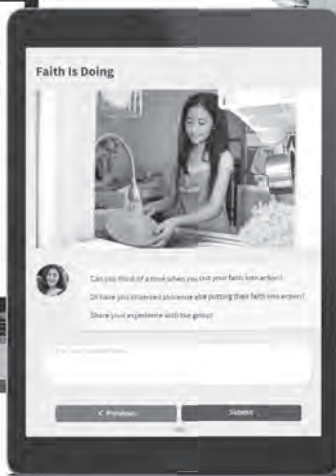 Faith Is Doing
Can you think of a time when you put your faith into action?
Or have you observed someone else putting their faith into action?
Share your experience with the group!
< Previous
Submit